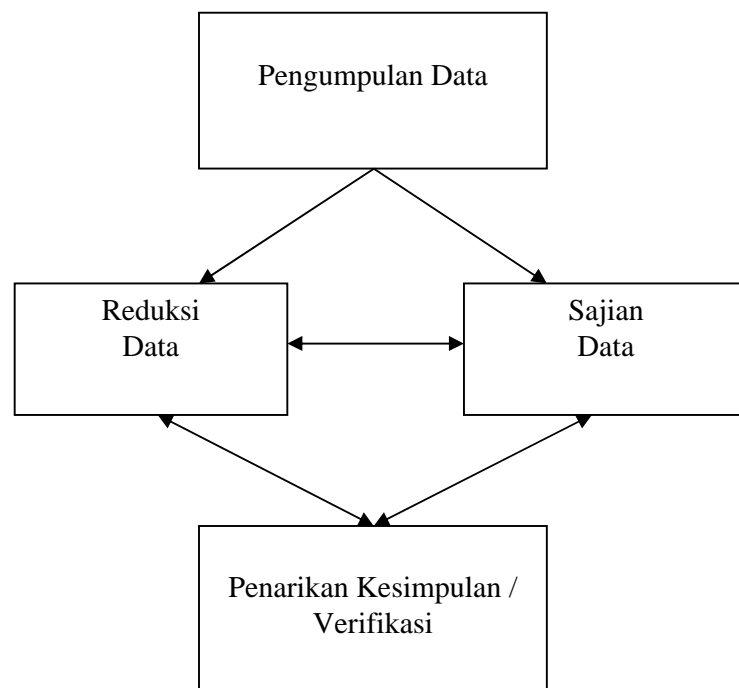 Pengumpulan Data
Reduksi
Data
Sajian
Data
Penarikan Kesimpulan /
Verifikasi